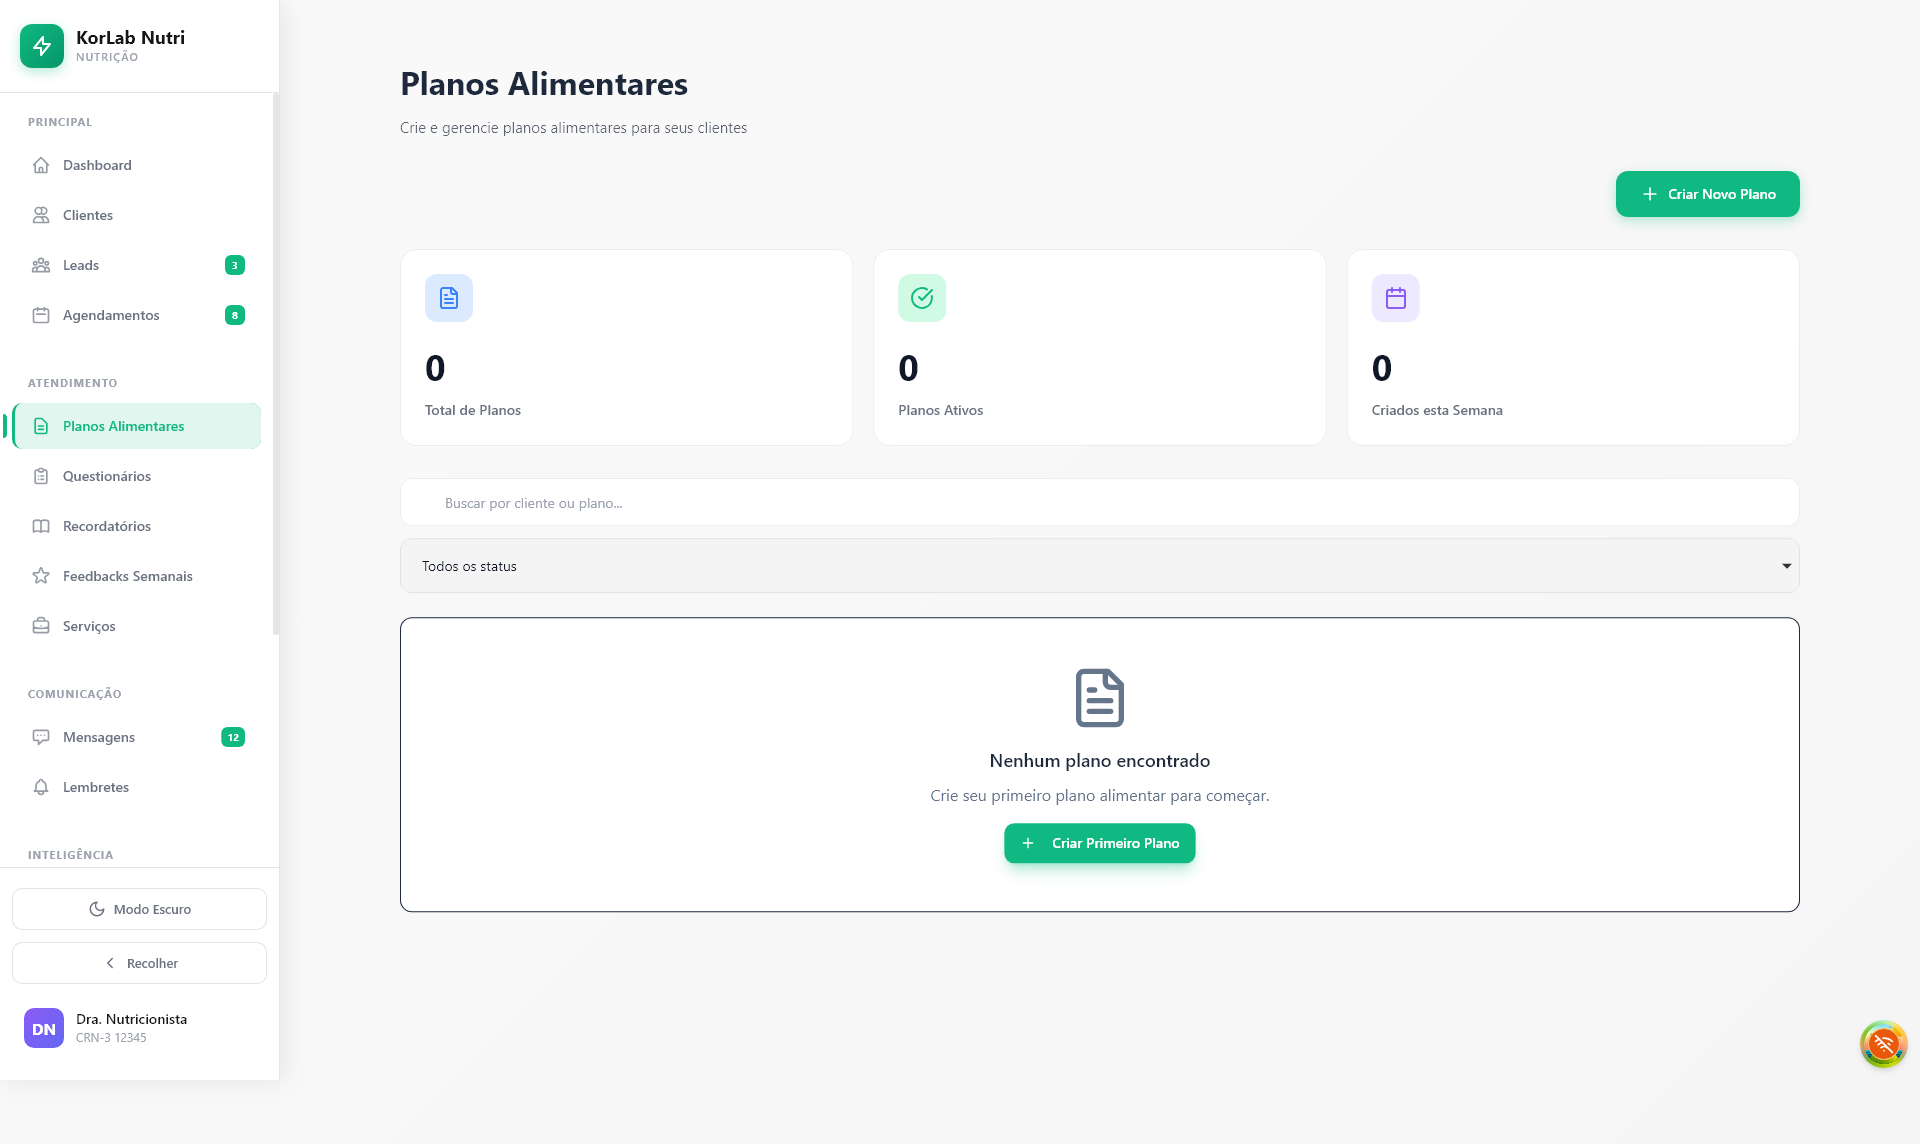 KorLab Nutri
NUTRIÇÃO
PRINCIPAL
Dashboard
Clientes
Leads 3
Agendamentos 8
ATENDIMENTO
Planos Alimentares
Questionários
Recordatórios
Feedbacks Semanais
Serviços
COMUNICAÇÃO
Mensagens 12
Lembretes
INTELIGÊNCIA
Modo Escuro
Recolher
DN
Dra. Nutricionista
CRN-3 12345
Planos Alimentares
Crie e gerencie planos alimentares para seus clientes
Criar Novo Plano
0
Total de Planos
0
Planos Ativos
0
Criados esta Semana
Buscar por cliente ou plano...
Todos os status
Nenhum plano encontrado
Crie seu primeiro plano alimentar para começar.
Criar Primeiro Plano